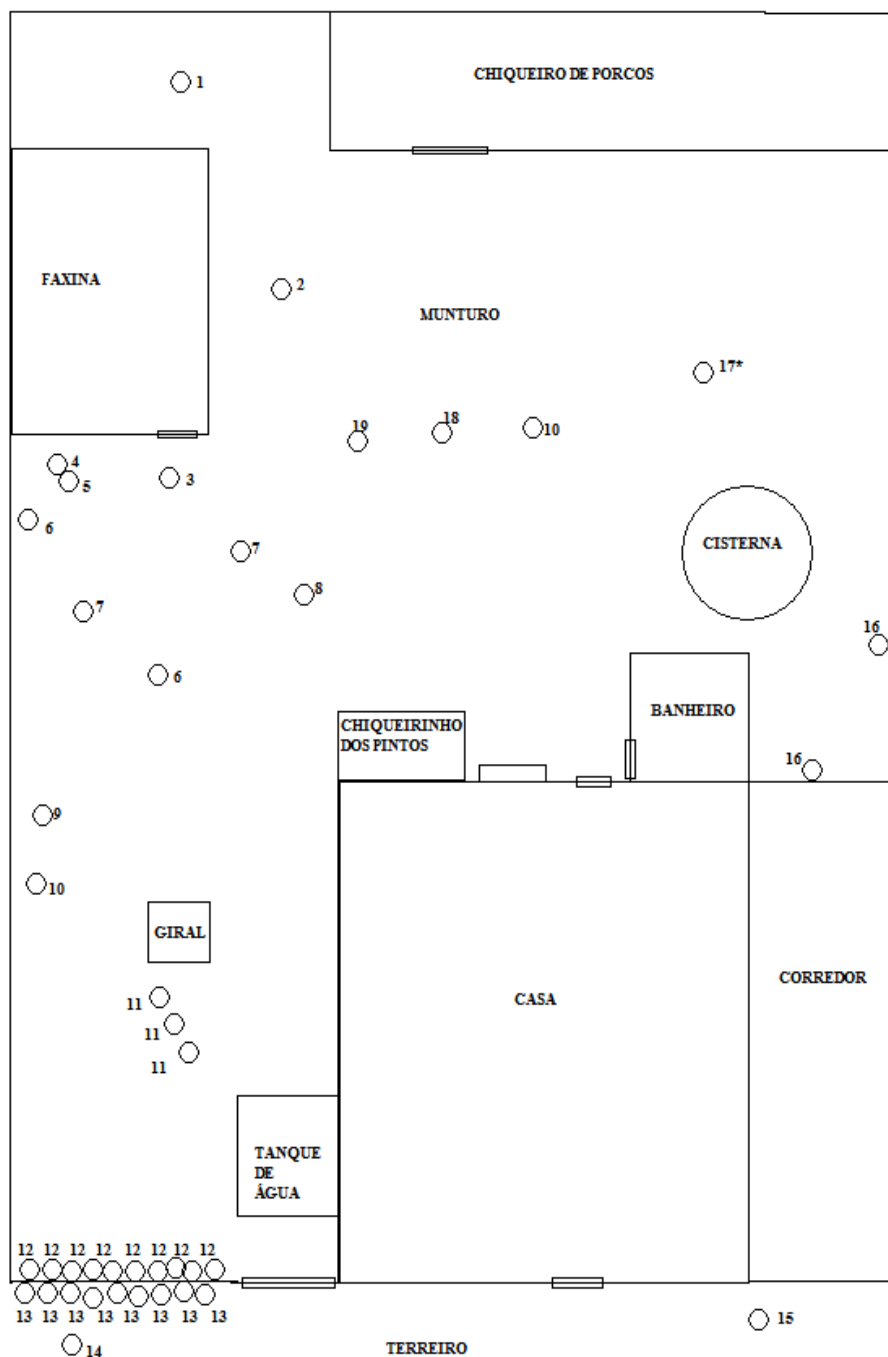 CHIQUEIRO DE PORCOS
1
FAXINA
2
MUNTURO
17*
19
18
10
4
5
3
6
7
CISTERNA
8
7
16
6
BANHEIRO
CHIQUEIRINHO
DOS PINTOS
16
9
10
GIRAL
CORREDOR
CASA
11
11
11
TANQUE
DE
ÁGUA
12 12 12 12 12 12 12 12
13 13 13 13 13 13 13 13
15
14
TERREIRO